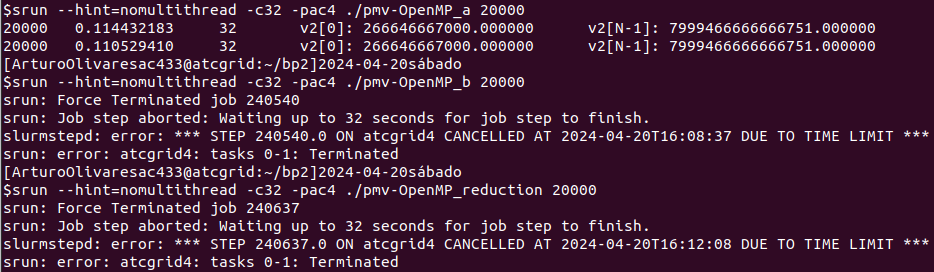 $srun --hint=nomultithread -c32 -pac4 ./pmv-OpenMP_a 20000
20000 0.114432183 32 v2[0]: 266646667000.000000 v2[N-1]: 7999466666666751.000000
20000 0.110529410 32 v2[0]: 266646667000.000000 v2[N-1]: 7999466666666751.000000
[ArturoOlivaresac433@atcgrid:~/bp2]2024-04-20sábado
$srun --hint=nomultithread -c32 -pac4 ./pmv-OpenMP_b 20000
srun: Force Terminated job 240540
srun: Job step aborted: Waiting up to 32 seconds for job step to finish.
slurmstepd: error: *** STEP 240540.0 ON atcgrid4 CANCELLED AT 2024-04-20T16:08:37 DUE TO TIME LIMIT ***
srun: error: atcgrid4: tasks 0-1: Terminated
[ArturoOlivaresac433@atcgrid:~/bp2]2024-04-20sábado
$srun --hint=nomultithread -c32 -pac4 ./pmv-OpenMP_reduction 20000
srun: Force Terminated job 240637
srun: Job step aborted: Waiting up to 32 seconds for job step to finish.
slurmstepd: error: *** STEP 240637.0 ON atcgrid4 CANCELLED AT 2024-04-20T16:12:08 DUE TO TIME LIMIT ***
srun: error: atcgrid4: tasks 0-1: Terminated